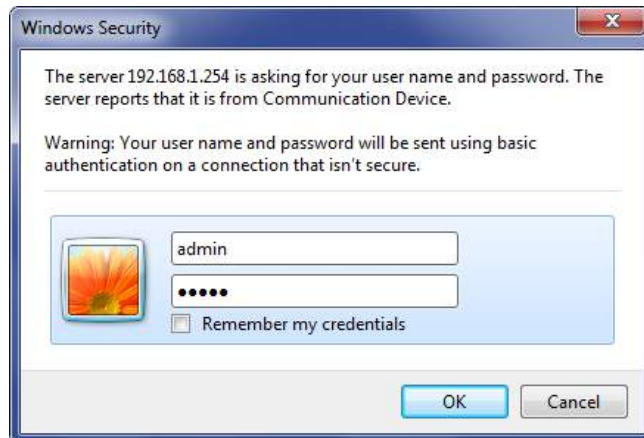 Windows Security
The server 192.168.1.254 is asking for your user name and password. The
server reports that it is from Communication Device.
Warning: Your user name and password will be sent using basic
authentication on a connection that isn't secure.
admin
●●●●●
Remember my credentials
OK
Cancel